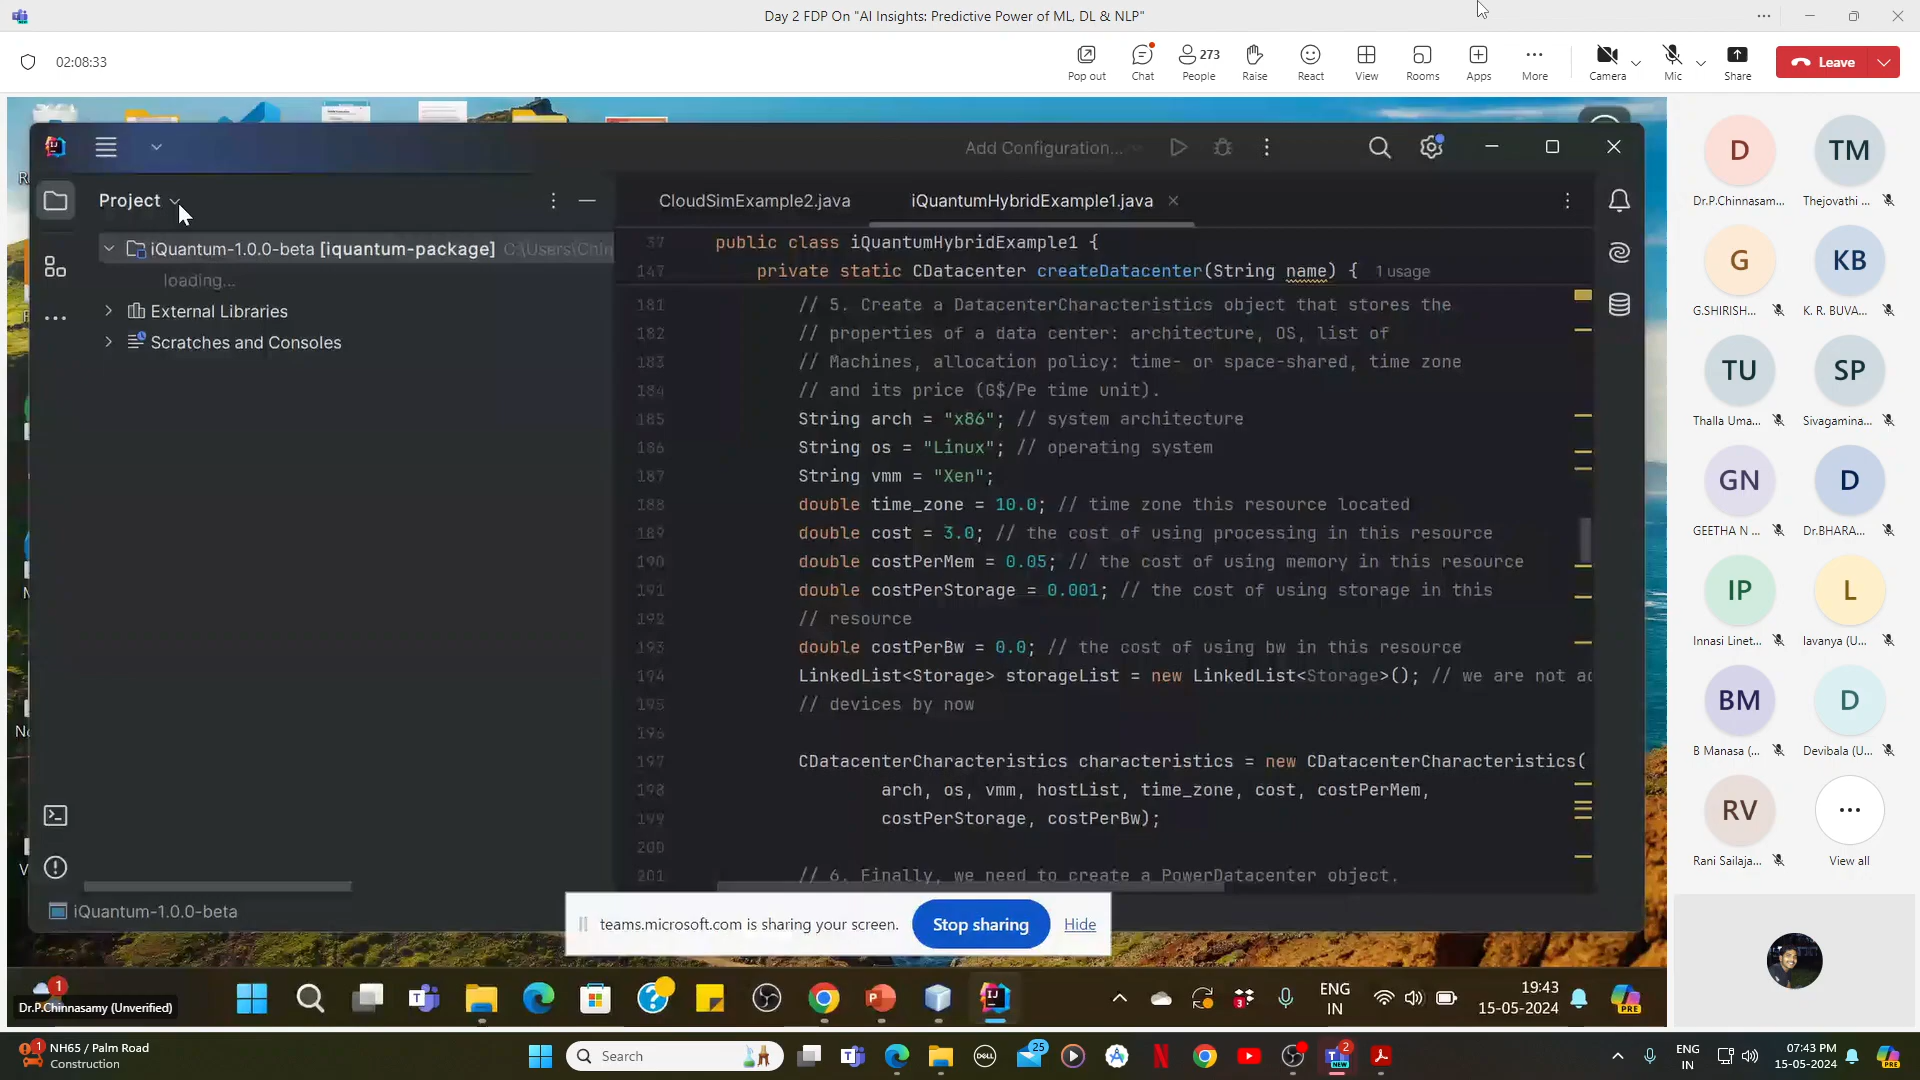 Day 2 FDP On "AI Insights: Predictive Power of ML, DL & NLP"
02:08:33
Pop out
Chat
273
People
Raise
React
View
Rooms
Apps
More
Camera
Mic
Share
Leave
Add Configuration...
Project
CloudSimExample2.java
iQuantumHybridExample1.java
iQuantum-1.0.0-beta [iquantum-package]
loading...
External Libraries
Scratches and Consoles
37 public class iQuantumHybridExample1 {
147 private static CDatacenter createDatacenter(String name) { 1 usage
181 // 5. Create a DatacenterCharacteristics object that stores the
182 // properties of a data center: architecture, OS, list of
183 // Machines, allocation policy: time- or space-shared, time zone
184 // and its price (G$/Pe time unit).
185 String arch = "x86"; // system architecture
186 String os = "Linux"; // operating system
187 String vmm = "Xen";
188 double time_zone = 10.0; // time zone this resource located
189 double cost = 3.0; // the cost of using processing in this resource
190 double costPerMem = 0.05; // the cost of using memory in this resource
191 double costPerStorage = 0.001; // the cost of using storage in this
192 // resource
193 double costPerBw = 0.0; // the cost of using bw in this resource
194 LinkedList<Storage> storageList = new LinkedList<Storage>(); // we are not
195 // devices by now
196
197 CDatacenterCharacteristics characteristics = new CDatacenterCharacteristics(
198 arch, os, vmm, hostList, time_zone, cost, costPerMem,
199 costPerStorage, costPerBw);
200
201 // 6. Finally, we need to create a PowerDatacenter object.
iQuantum-1.0.0-beta
teams.microsoft.com is sharing your screen.
Stop sharing
Hide
D
Dr.P.Chinnasam...
TM
Thejovathi ...
G
G.SHIRISH...
KB
K. R. BUVA...
TU
Thalla Uma...
SP
Sivagamina...
GN
GEETHA N ...
D
Dr.BHARA...
IP
Innasi Linet...
L
lavanya (U...
BM
B Manasa (...
D
Devibala (U...
RV
Rani Sailaja...
View all
1
Dr.P.Chinnasamy (Unverified)
ENG
IN
19:43
15-05-2024
PRE
1
NH65 / Palm Road
Construction
Search
DELL
25
NEW
2
ENG
IN
07:43 PM
15-05-2024
PRE